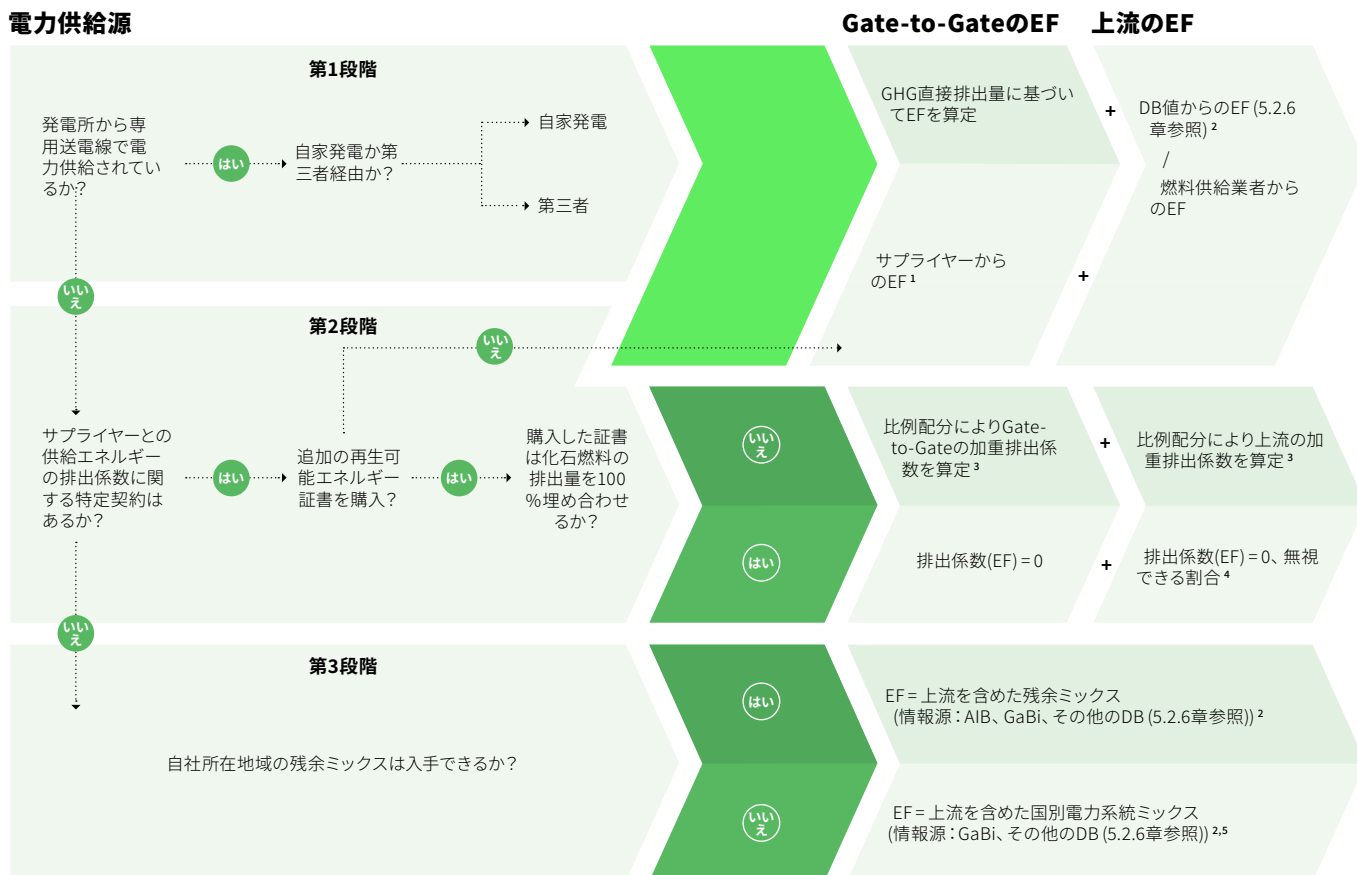 電力供給源
Gate-to-GateのEF
上流のEF
第1段階
発電所から専
用送電線で電
力供給されてい
るか?
はい
自家発電か第
三者経由か?
自家発電
第三者
GHG直接排出量に基づい
てEFを算定
+
DB値からのEF (5.2.6
章参照) ²
/
燃料供給業者から
のEF
サプライヤーから
のEF ¹
+
いい
え
第2段階
いい
え
サプライヤーとの
供給エネルギー
の排出係数に関
する特定契約は
あるか?
はい
追加の再生可
能エネルギー
証書を購入?
はい
購入した証書
は化石燃料の
排出量を100
%埋め合わせ
るか?
いい
え
比例配分によりGate-
to-Gateの加重排出係
数を算定 ³
+
比例配分により上流の加
重排出係数を算定 ³
はい
排出係数(EF) = 0
+
排出係数(EF) = 0、無視
できる割合 ⁴
いい
え
第3段階
自社所在地域の残余ミックスは入手できるか?
はい
EF = 上流を含めた残余ミックス
(情報源:AIB、GaBi、その他のDB (5.2.6章参照)) ²
いい
え
EF = 上流を含めた国別電力系統ミックス
(情報源:GaBi、その他のDB (5.2.6章参照)) ²,⁵